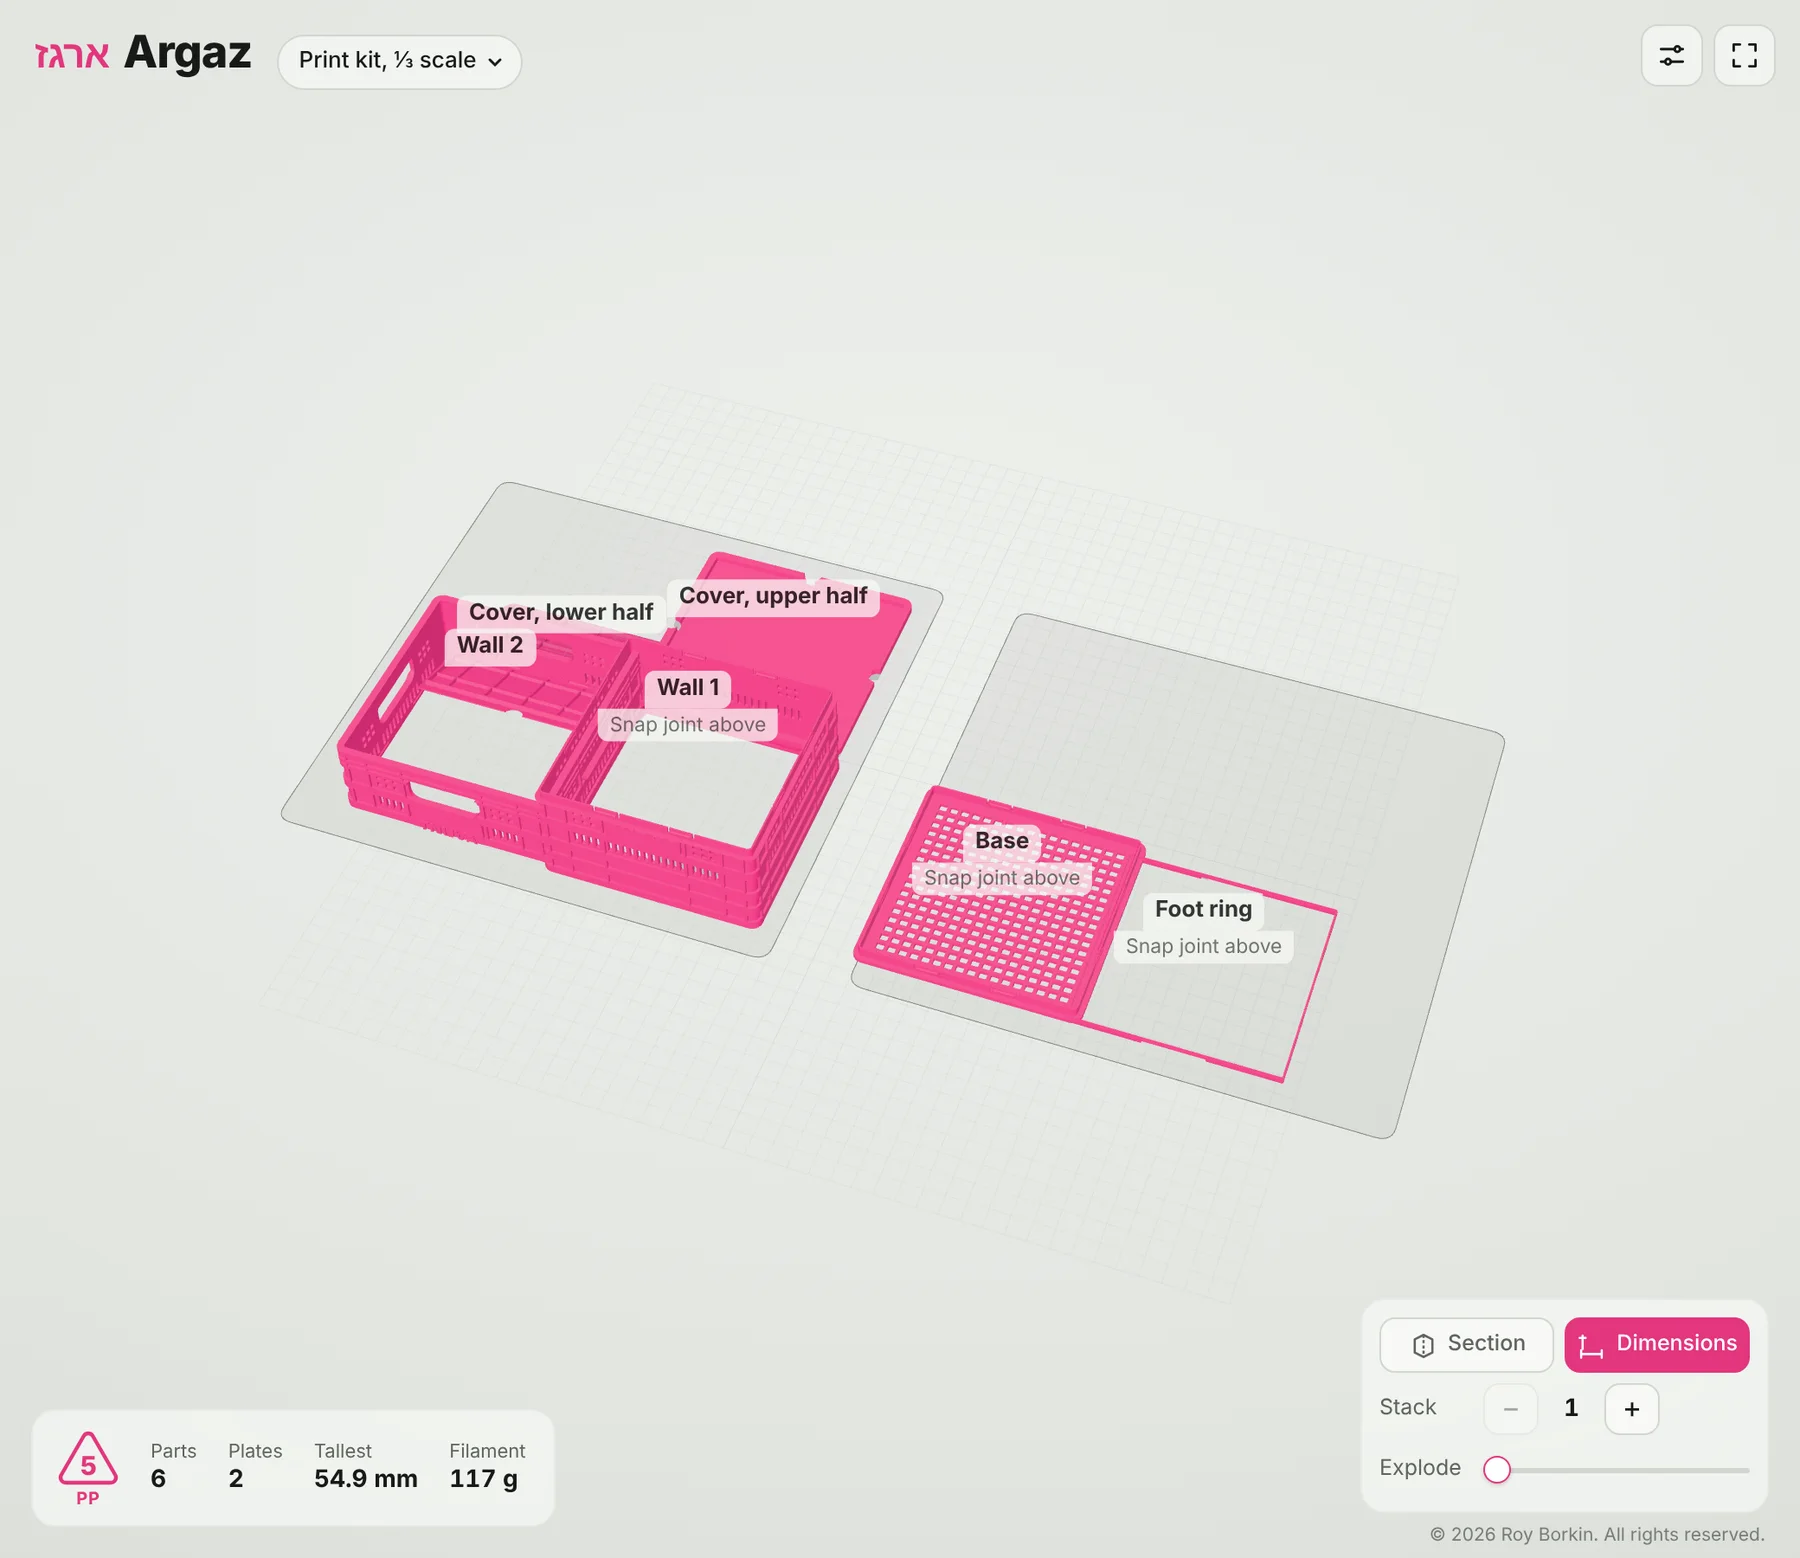 ארגז Argaz
Print kit, ⅓ scale
Cover, upper half
Cover, lower half
Wall 2
Wall 1
Snap joint above
Base
Snap joint above
Foot ring
Snap joint above
Section
Dimensions
Stack
− 1 +
Explode
5
PP
Parts
6
Plates
2
Tallest
54.9 mm
Filament
117 g
© 2026 Roy Borkin. All rights reserved.